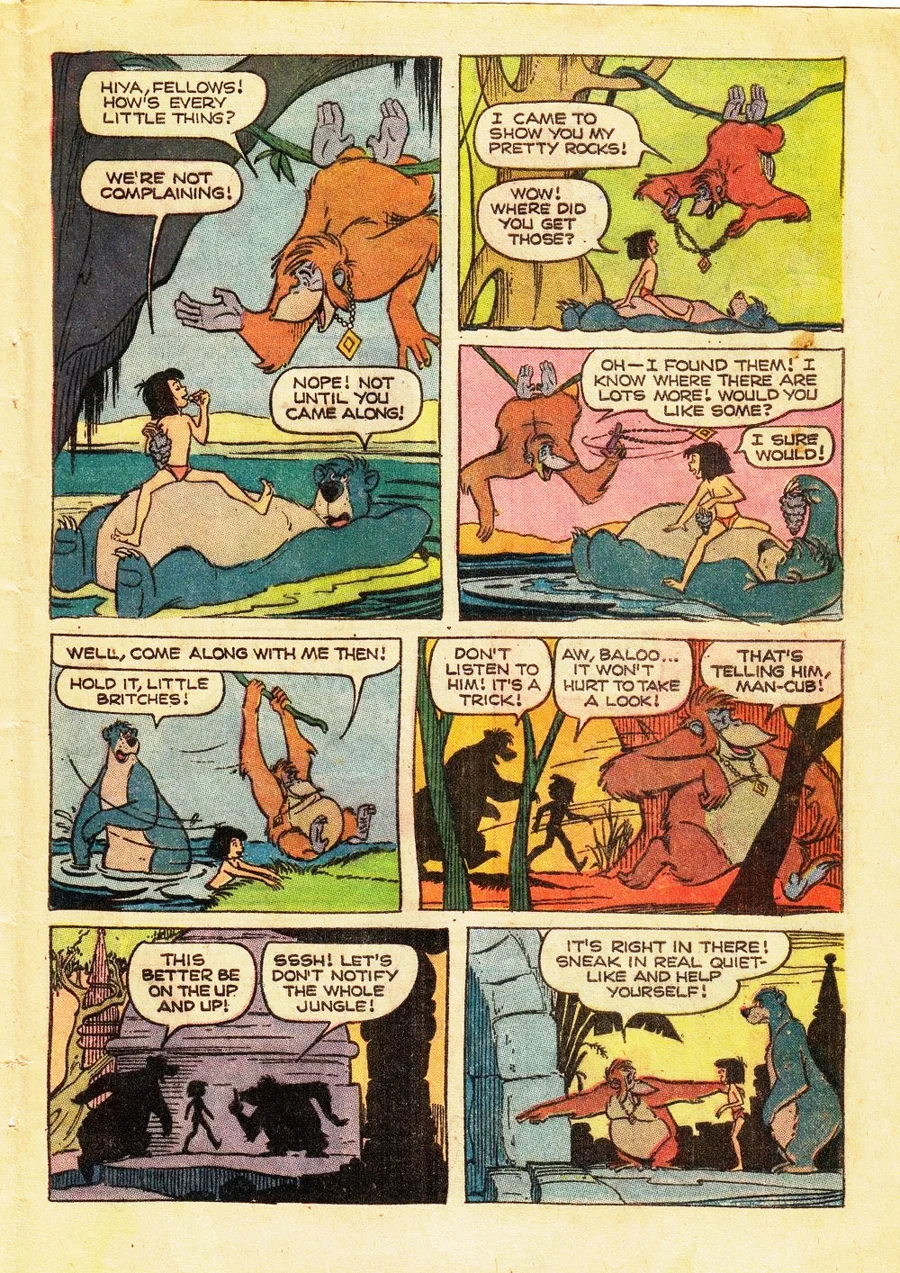 HIYA, FELLOWS!
HOW'S EVERY
LITTLE THING?
WE'RE NOT
COMPLAINING!
NOPE! NOT
UNTIL YOU
CAME ALONG!
I CAME TO
SHOW YOU MY
PRETTY ROCKS!
WOW!
WHERE DID
YOU GET
THOSE?
OH—I FOUND THEM! I
KNOW WHERE THERE ARE
LOTS MORE! WOULD YOU
LIKE SOME?
I SURE
WOULD!
WELL, COME ALONG WITH ME THEN!
HOLD IT, LITTLE
BRITCHES!
DON'T
LISTEN TO
HIM! IT'S A
TRICK!
AW, BALOO...
IT WON'T
HURT TO TAKE
A LOOK!
THAT'S
TELLING HIM,
MAN-CUB!
THIS
BETTER BE
ON THE UP
AND UP!
SSSH! LET'S
DON'T NOTIFY
THE WHOLE
JUNGLE!
IT'S RIGHT IN THERE!
SNEAK IN REAL QUIET-
LIKE AND HELP
YOURSELF!